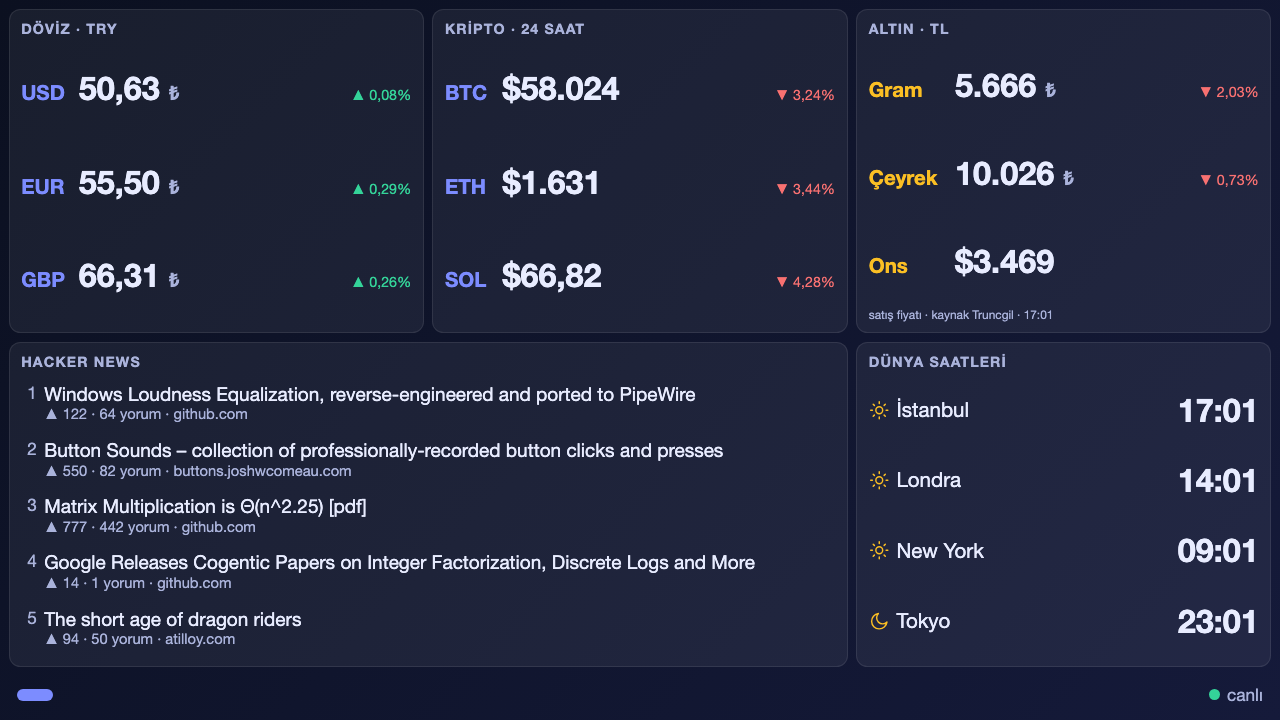 DÖVİZ · TRY
USD 50,63 ₺ ▲ 0,08%
EUR 55,50 ₺ ▲ 0,29%
GBP 66,31 ₺ ▲ 0,26%
KRİPTO · 24 SAAT
BTC $58.024 ▼ 3,24%
ETH $1.631 ▼ 3,44%
SOL $66,82 ▼ 4,28%
ALTIN · TL
Gram 5.666 ₺ ▼ 2,03%
Çeyrek 10.026 ₺ ▼ 0,73%
Ons $3.469
satış fiyatı · kaynak Truncgil · 17:01
HACKER NEWS
1 Windows Loudness Equalization, reverse-engineered and ported to PipeWire
▲ 122 · 64 yorum · github.com
2 Button Sounds – collection of professionally-recorded button clicks and presses
▲ 550 · 82 yorum · buttons.joshwcomeau.com
3 Matrix Multiplication is Θ(n^2.25) [pdf]
▲ 777 · 442 yorum · github.com
4 Google Releases Cogentic Papers on Integer Factorization, Discrete Logs and More
▲ 14 · 1 yorum · github.com
5 The short age of dragon riders
▲ 94 · 50 yorum · atilloy.com
DÜNYA SAATLERİ
İstanbul 17:01
Londra 14:01
New York 09:01
Tokyo 23:01
canlı